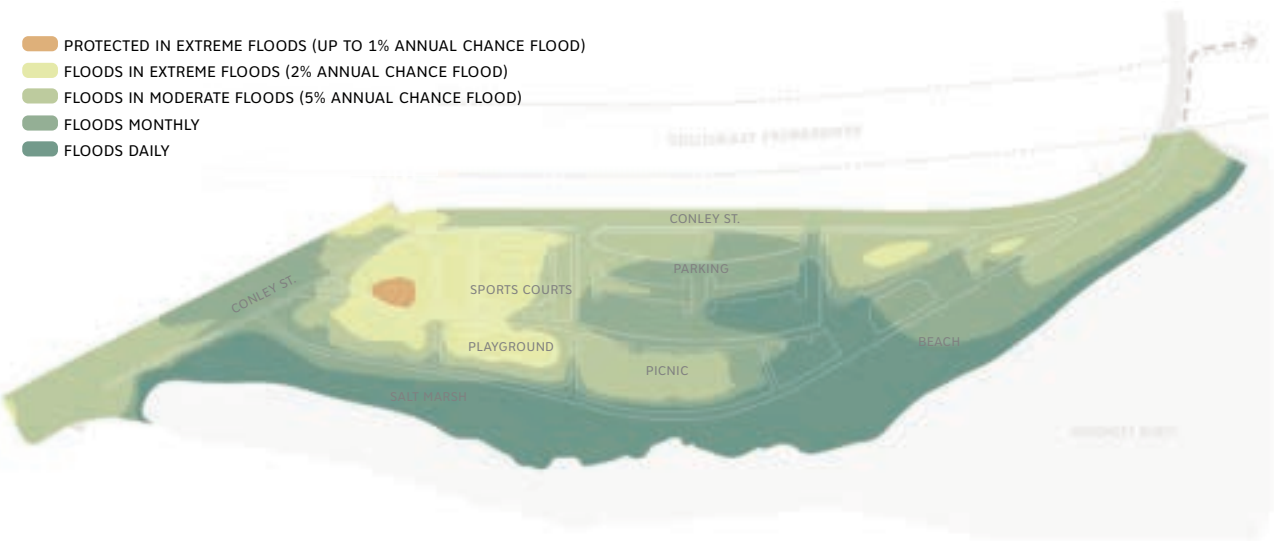 PROTECTED IN EXTREME FLOODS (UP TO 1% ANNUAL CHANCE FLOOD)
FLOODS IN EXTREME FLOODS (2% ANNUAL CHANCE FLOOD)
FLOODS IN MODERATE FLOODS (5% ANNUAL CHANCE FLOOD)
FLOODS MONTHLY
FLOODS DAILY
CONLEY ST.
PARKING
CONLEY ST.
SPORTS COURTS
BEACH
PLAYGROUND
PICNIC
SALT MARSH